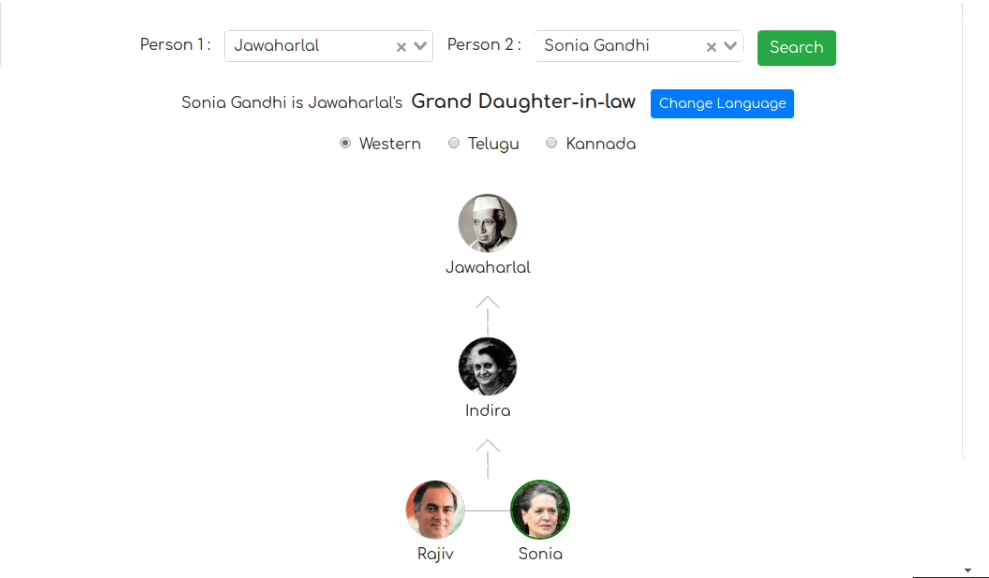 Person 1 : Jawaharlal Person 2 : Sonia Gandhi Search
Sonia Gandhi is Jawaharlal's Grand Daughter-in-law Change Language
Western Telugu Kannada
Jawaharlal
Indira
Rajiv Sonia